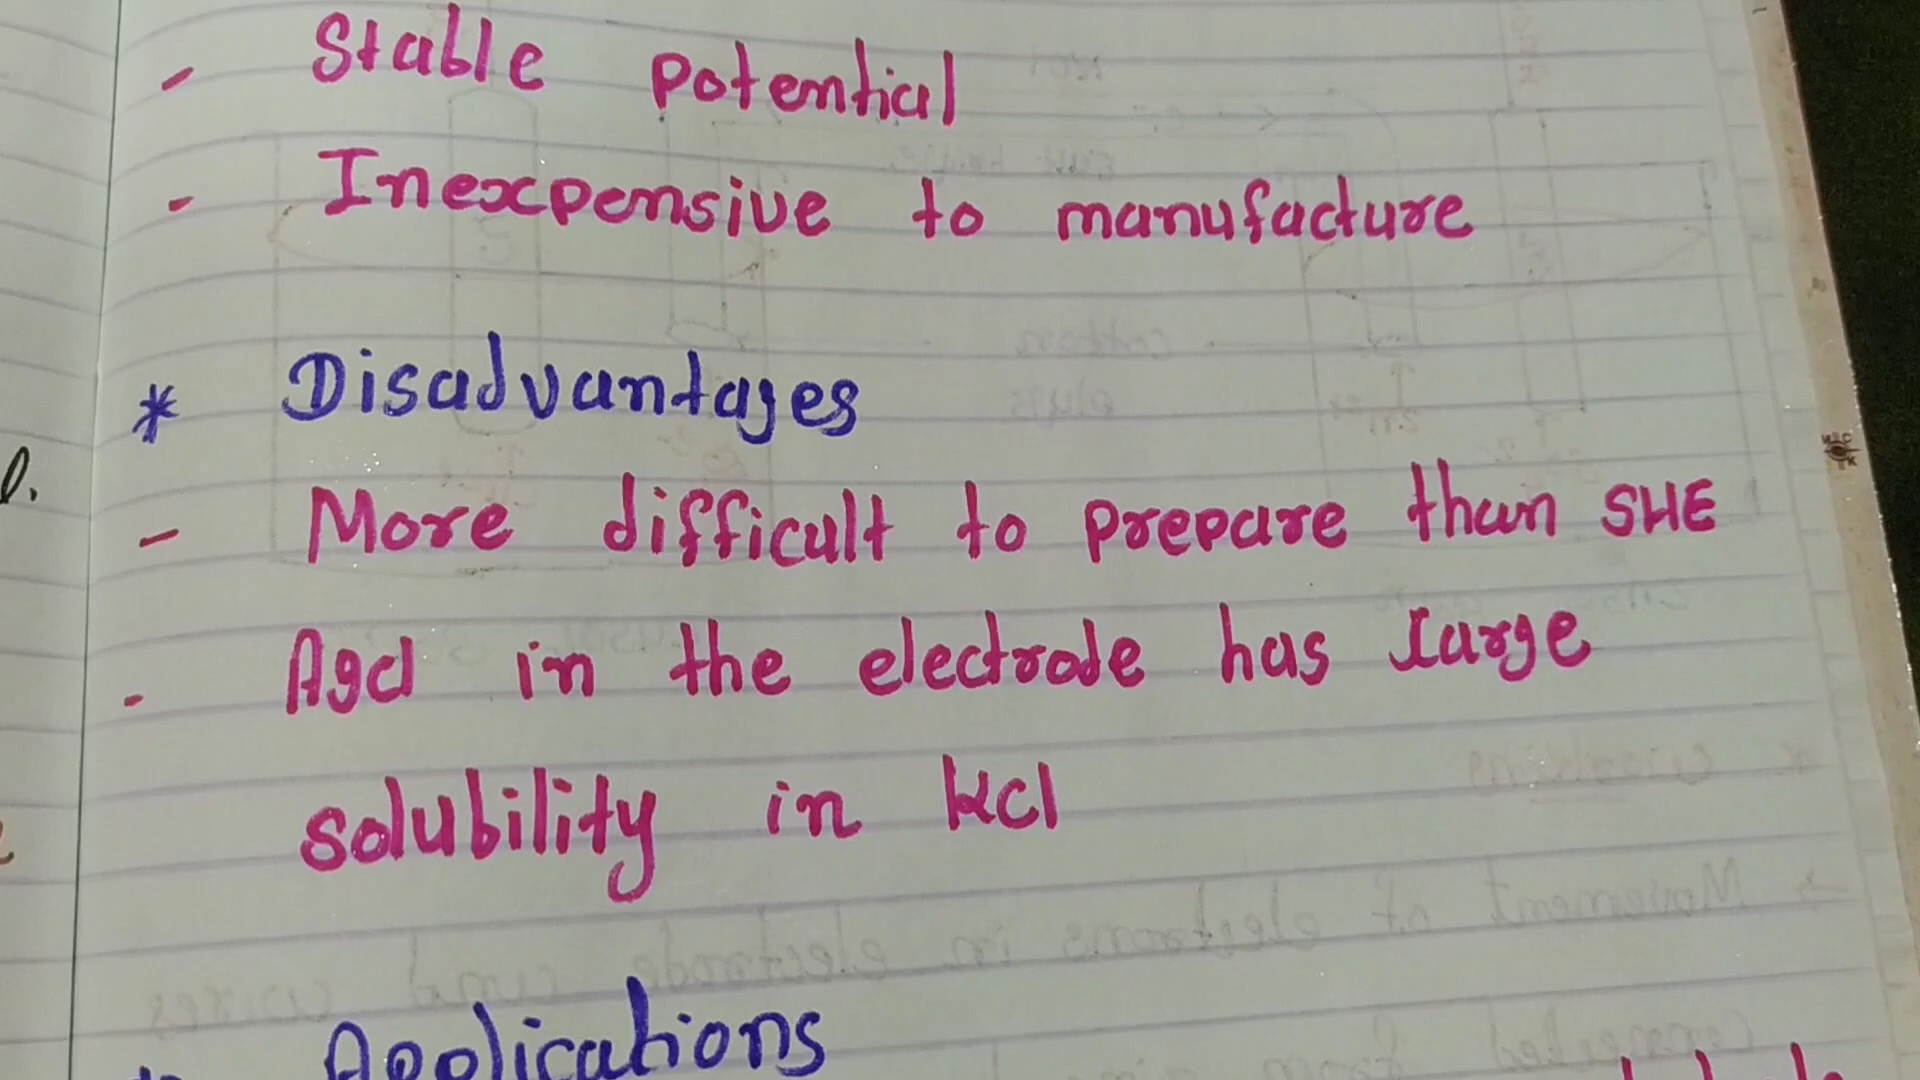 - Stable potential
- Inexpensive to manufacture
* Disadvantages
- More difficult to prepare than SHE
- Agcl in the electrode has large
solubility in kcl
Applications